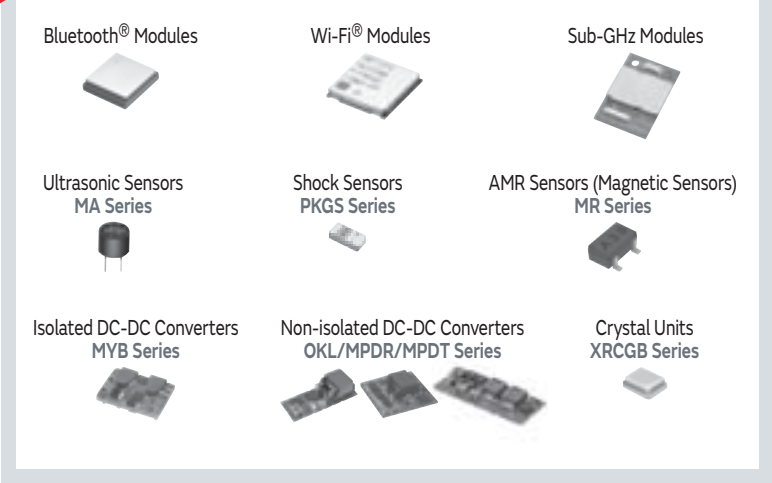 Bluetooth® Modules
Wi-Fi® Modules
Sub-GHz Modules
Ultrasonic Sensors
MA Series
Shock Sensors
PKGS Series
AMR Sensors (Magnetic Sensors)
MR Series
Isolated DC-DC Converters
MYB Series
Non-isolated DC-DC Converters
OKL/MPDR/MPDT Series
Crystal Units
XRCGB Series